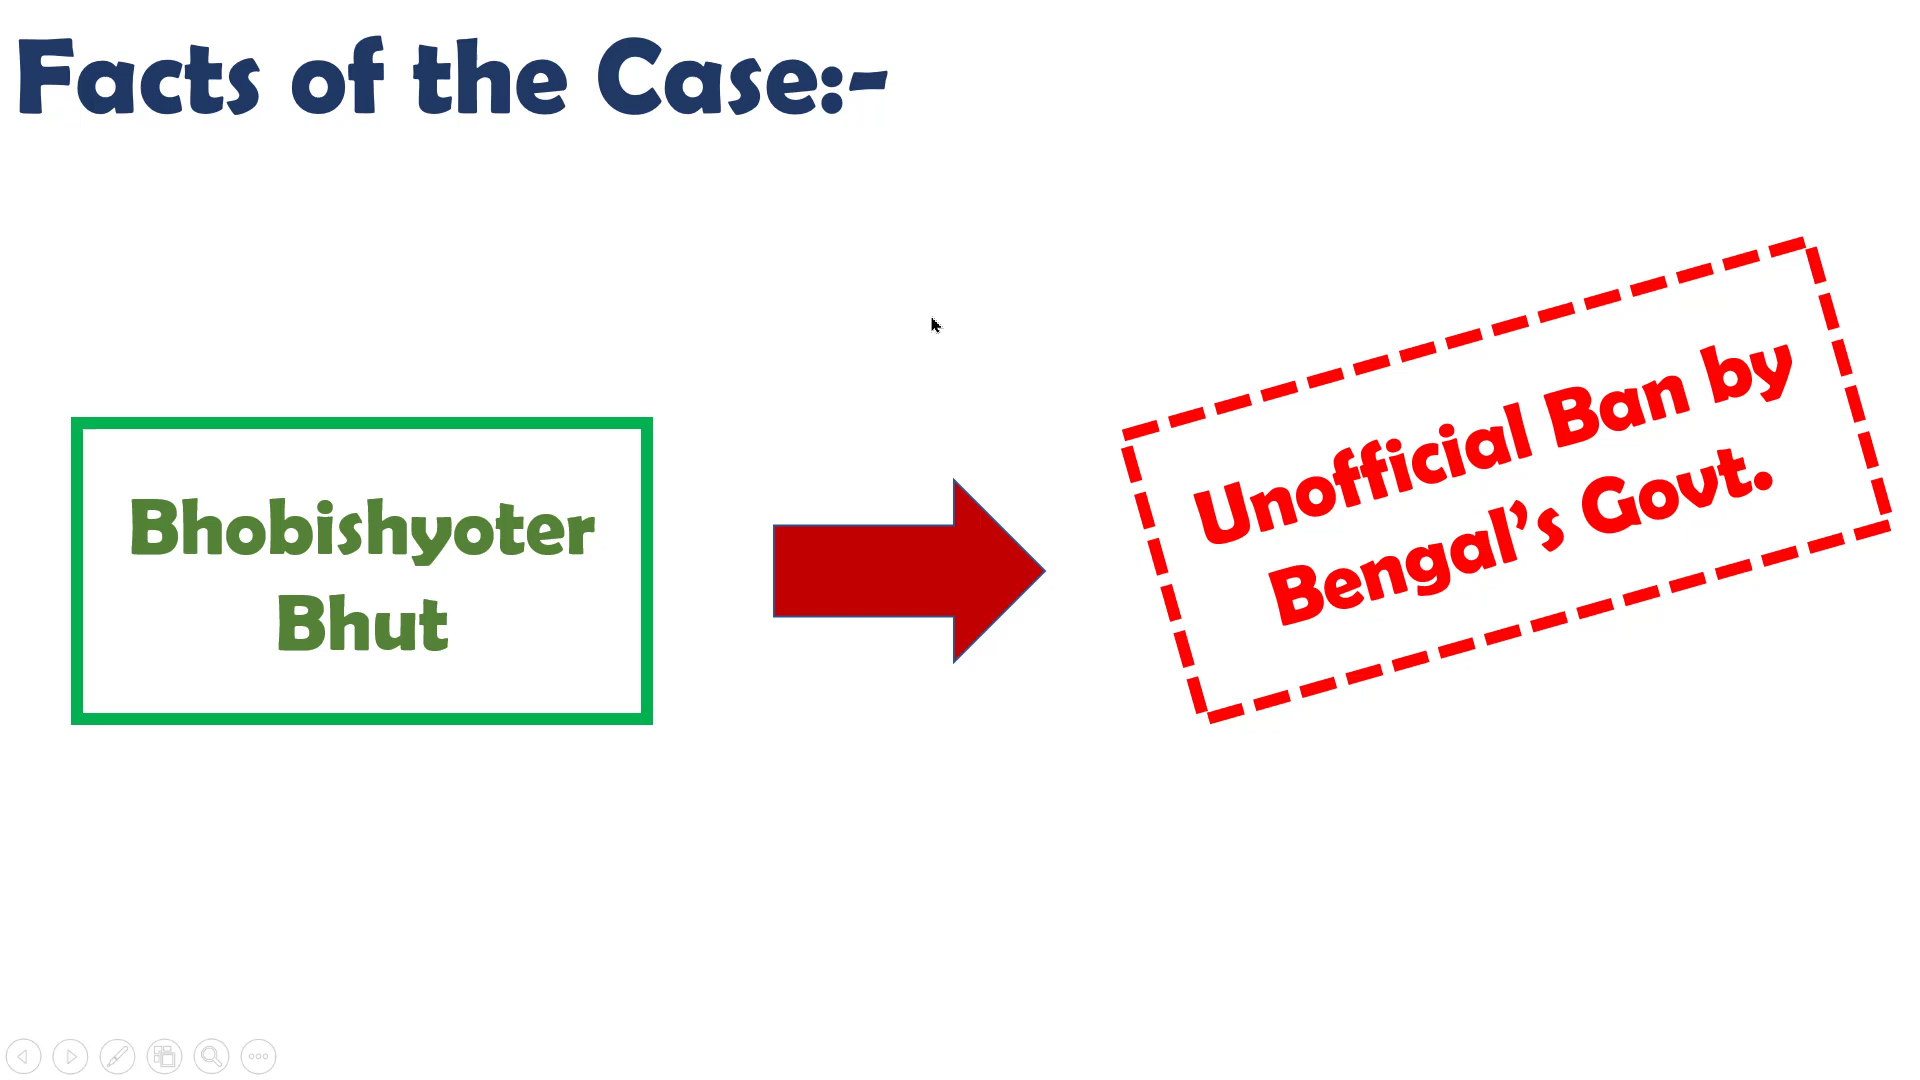 Facts of the Case:-
Bhobishyoter
Bhut
Unofficial Ban by
Bengal’s Govt.